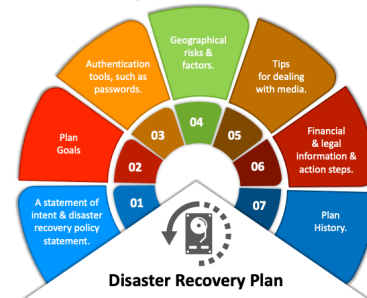 A statement of
intent & disaster
recovery policy
statement.
01
Plan
Goals
02
Authentication
tools, such as
passwords.
03
Geographical
risks &
factors.
04
Tips
for dealing
with media.
05
Financial
& legal
information &
action steps.
06
Plan
History.
07
Disaster Recovery Plan